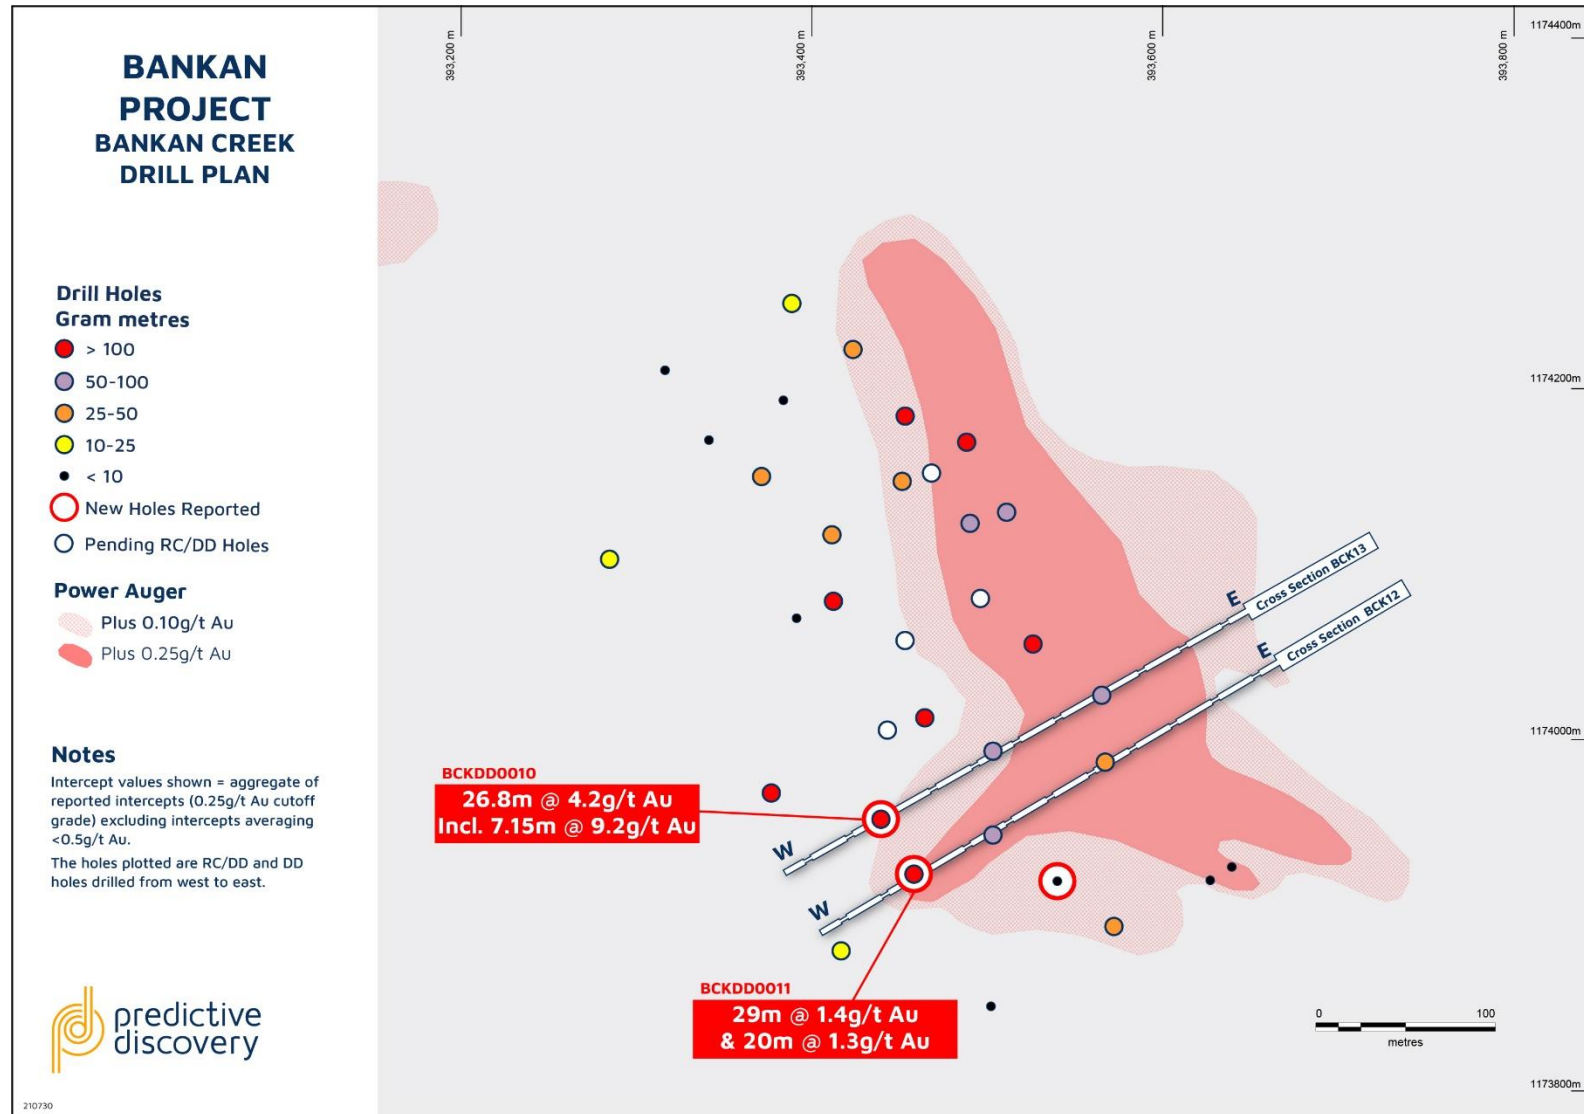 BANKAN
PROJECT
BANKAN CREEK
DRILL PLAN
Drill Holes
Gram metres
> 100
50-100
25-50
10-25
< 10
New Holes Reported
Pending RC/DD Holes
Power Auger
Plus 0.10g/t Au
Plus 0.25g/t Au
Notes
Intercept values shown = aggregate of
reported intercepts (0.25g/t Au cutoff
grade) excluding intercepts averaging
<0.5g/t Au.
The holes plotted are RC/DD and DD
holes drilled from west to east.
predictive
discovery
210730
393,200 m
393,400 m
393,600 m
393,800 m
1174400m
1174200m
1174000m
1173800m
E
Cross Section BCK13
E
Cross Section BCK12
W
W
BCKDD0010
26.8m @ 4.2g/t Au
Incl. 7.15m @ 9.2g/t Au
BCKDD0011
29m @ 1.4g/t Au
& 20m @ 1.3g/t Au
0 100
metres